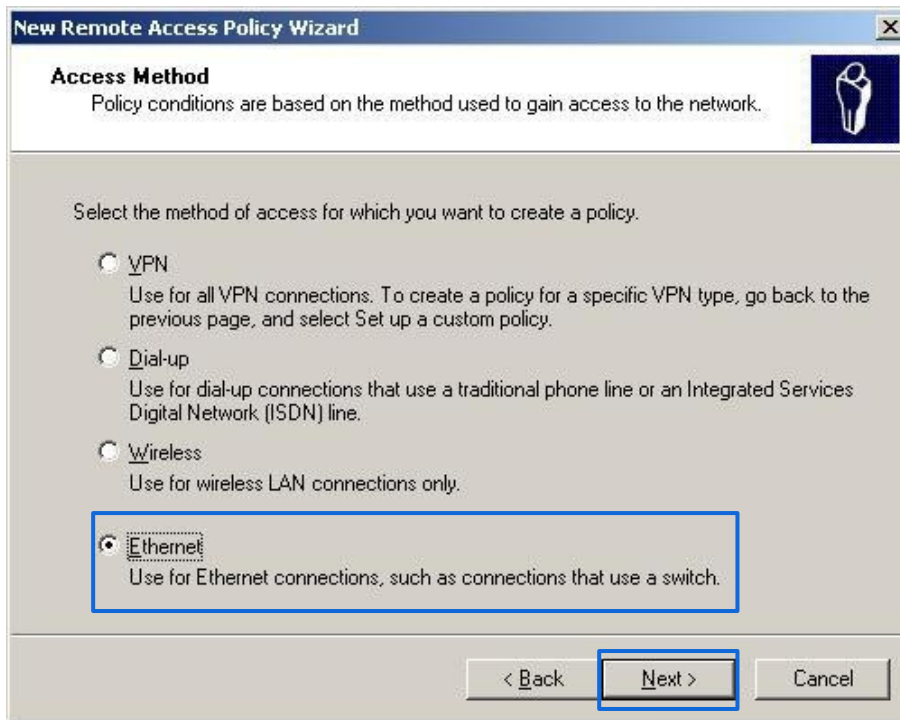 New Remote Access Policy Wizard
Access Method
Policy conditions are based on the method used to gain access to the network.
Select the method of access for which you want to create a policy.
VPN
Use for all VPN connections. To create a policy for a specific VPN type, go back to the
previous page, and select Set up a custom policy.
Dial-up
Use for dial-up connections that use a traditional phone line or an Integrated Services
Digital Network (ISDN) line.
Wireless
Use for wireless LAN connections only.
Ethernet
Use for Ethernet connections, such as connections that use a switch.
< Back Next > Cancel